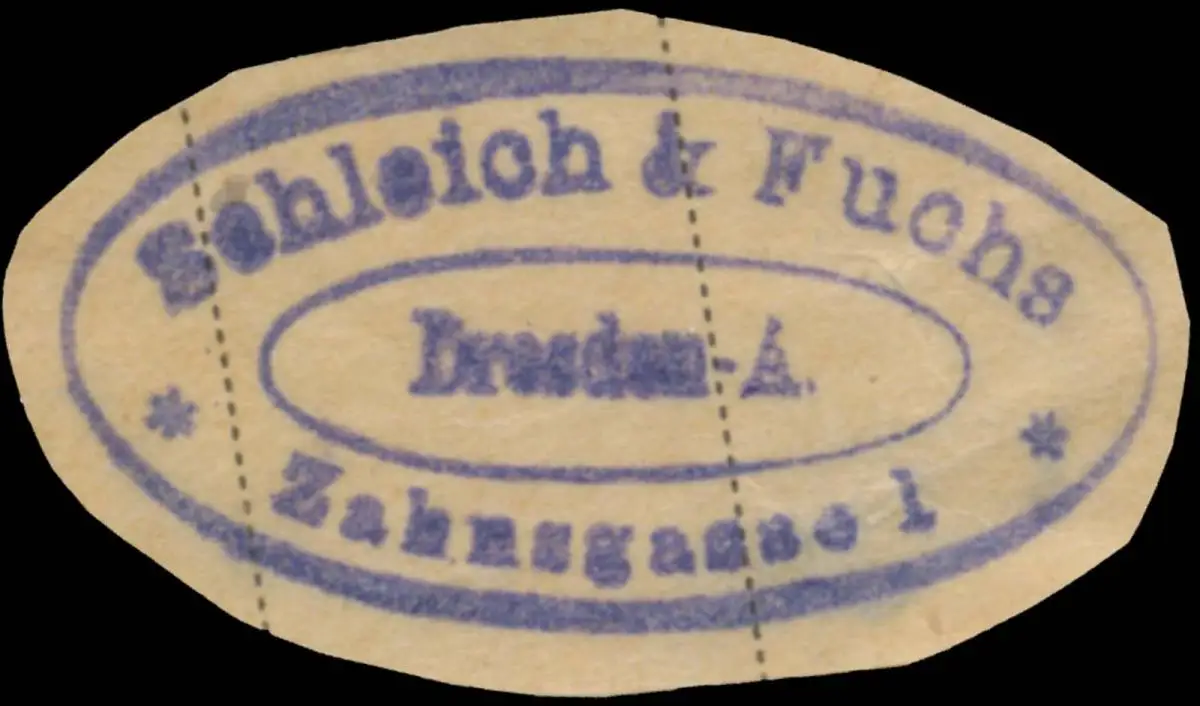 Schleich & Fuchs
Dresden-A.
* Zahnsgasse 1 *